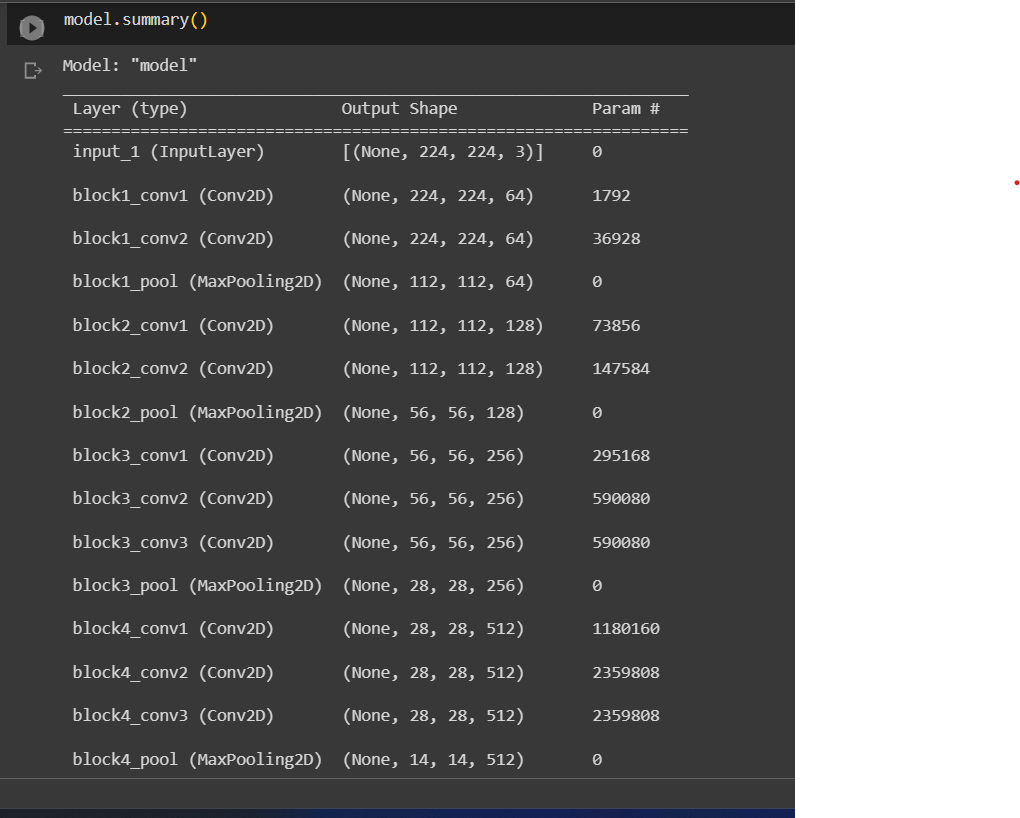 model.summary()
Model: "model"
Layer (type) Output Shape Param #
=================================================================
input_1 (InputLayer) [(None, 224, 224, 3)] 0
block1_conv1 (Conv2D) (None, 224, 224, 64) 1792
block1_conv2 (Conv2D) (None, 224, 224, 64) 36928
block1_pool (MaxPooling2D) (None, 112, 112, 64) 0
block2_conv1 (Conv2D) (None, 112, 112, 128) 73856
block2_conv2 (Conv2D) (None, 112, 112, 128) 147584
block2_pool (MaxPooling2D) (None, 56, 56, 128) 0
block3_conv1 (Conv2D) (None, 56, 56, 256) 295168
block3_conv2 (Conv2D) (None, 56, 56, 256) 590080
block3_conv3 (Conv2D) (None, 56, 56, 256) 590080
block3_pool (MaxPooling2D) (None, 28, 28, 256) 0
block4_conv1 (Conv2D) (None, 28, 28, 512) 1180160
block4_conv2 (Conv2D) (None, 28, 28, 512) 2359808
block4_conv3 (Conv2D) (None, 28, 28, 512) 2359808
block4_pool (MaxPooling2D) (None, 14, 14, 512) 0